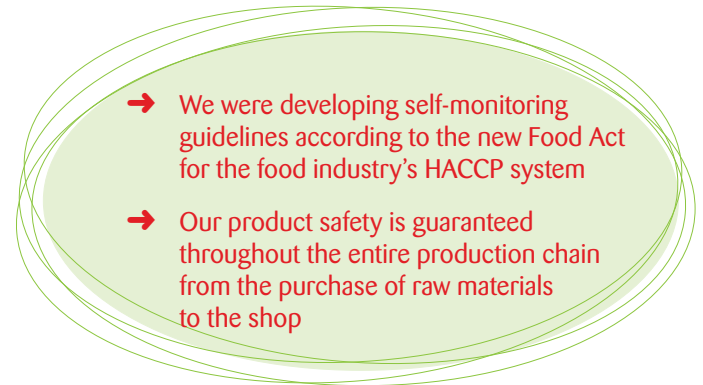 ➜ We were developing self-monitoring
guidelines according to the new Food Act
for the food industry's HACCP system
➜ Our product safety is guaranteed
throughout the entire production chain
from the purchase of raw materials
to the shop